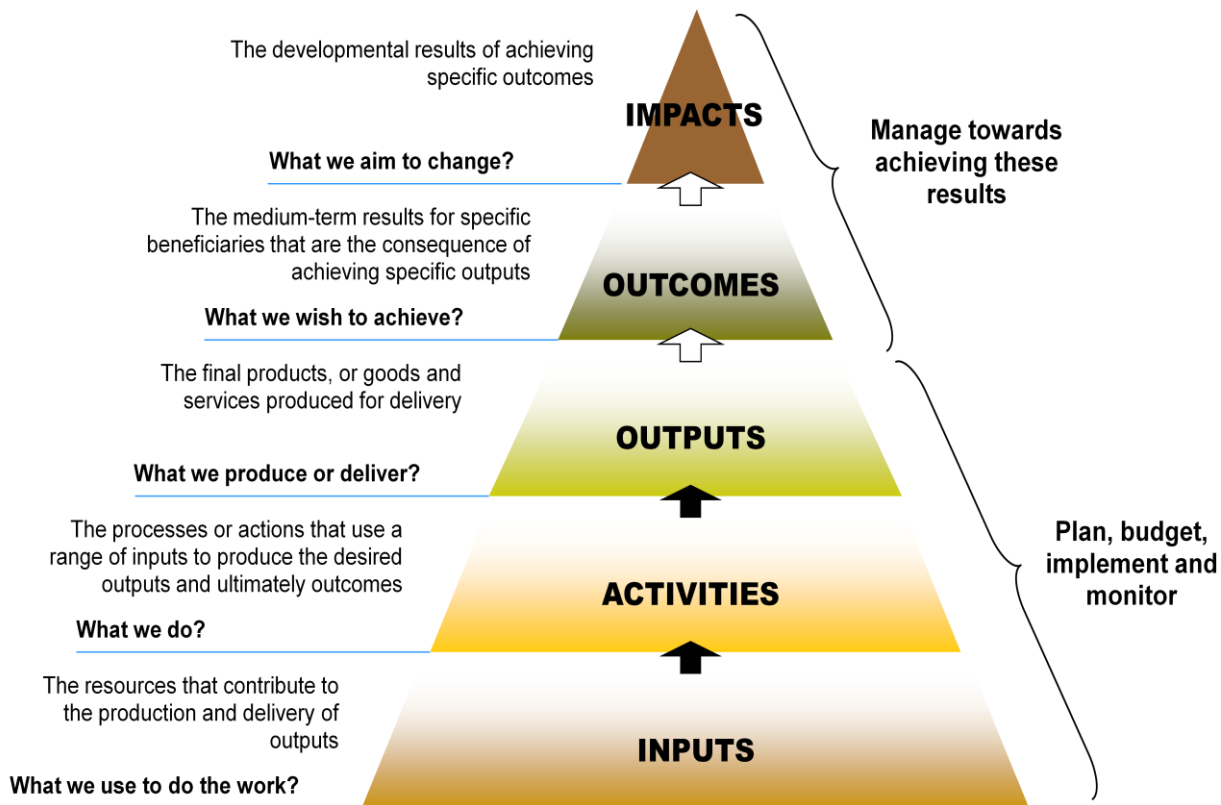 The developmental results of achieving
specific outcomes
IMPACTS
What we aim to change?
Manage towards
achieving these
results
The medium-term results for specific
beneficiaries that are the consequence of
achieving specific outputs
OUTCOMES
What we wish to achieve?
The final products, or goods and
services produced for delivery
OUTPUTS
What we produce or deliver?
The processes or actions that use a
range of inputs to produce the desired
outputs and ultimately outcomes
ACTIVITIES
What we do?
Plan, budget,
implement and
monitor
The resources that contribute to
the production and delivery of
outputs
INPUTS
What we use to do the work?